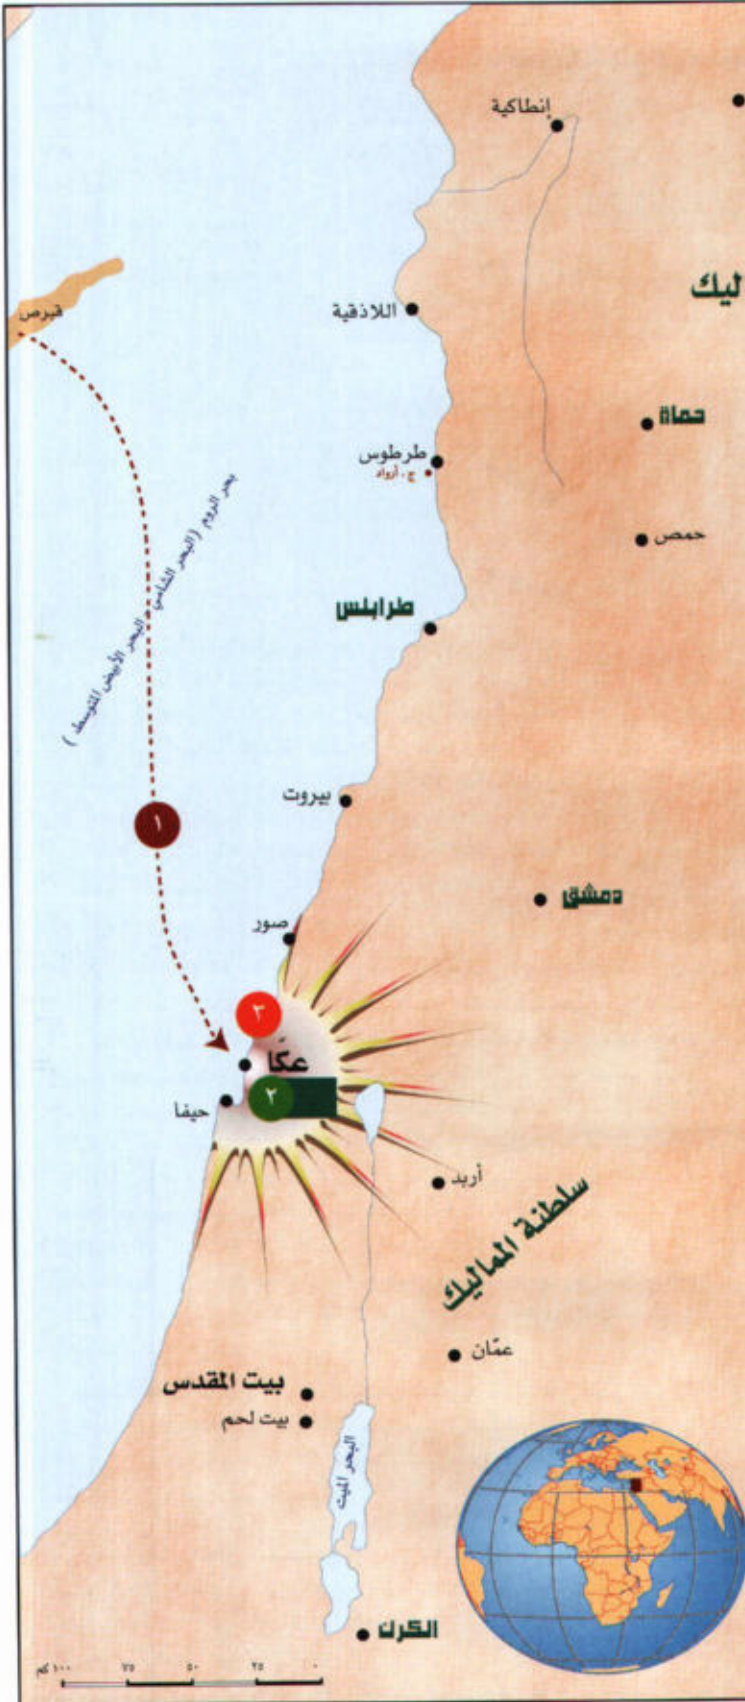 إنطاكية
ليك
قبرص
اللاذقية
حماة
طرطوس
ج. أرواد
حمص
بحر الروم (البحر الشامي - البحر الأبيض المتوسط)
طرابلس
بيروت
١
دمشق
صور
٣
عكّا
٢
حيفا
أربد
سلطنة المماليك
عمّان
بيت المقدس
بيت لحم
البحر الميت
الكرك
١٠٠ كم ٧٥ ٥٠ ٢٥ ٠